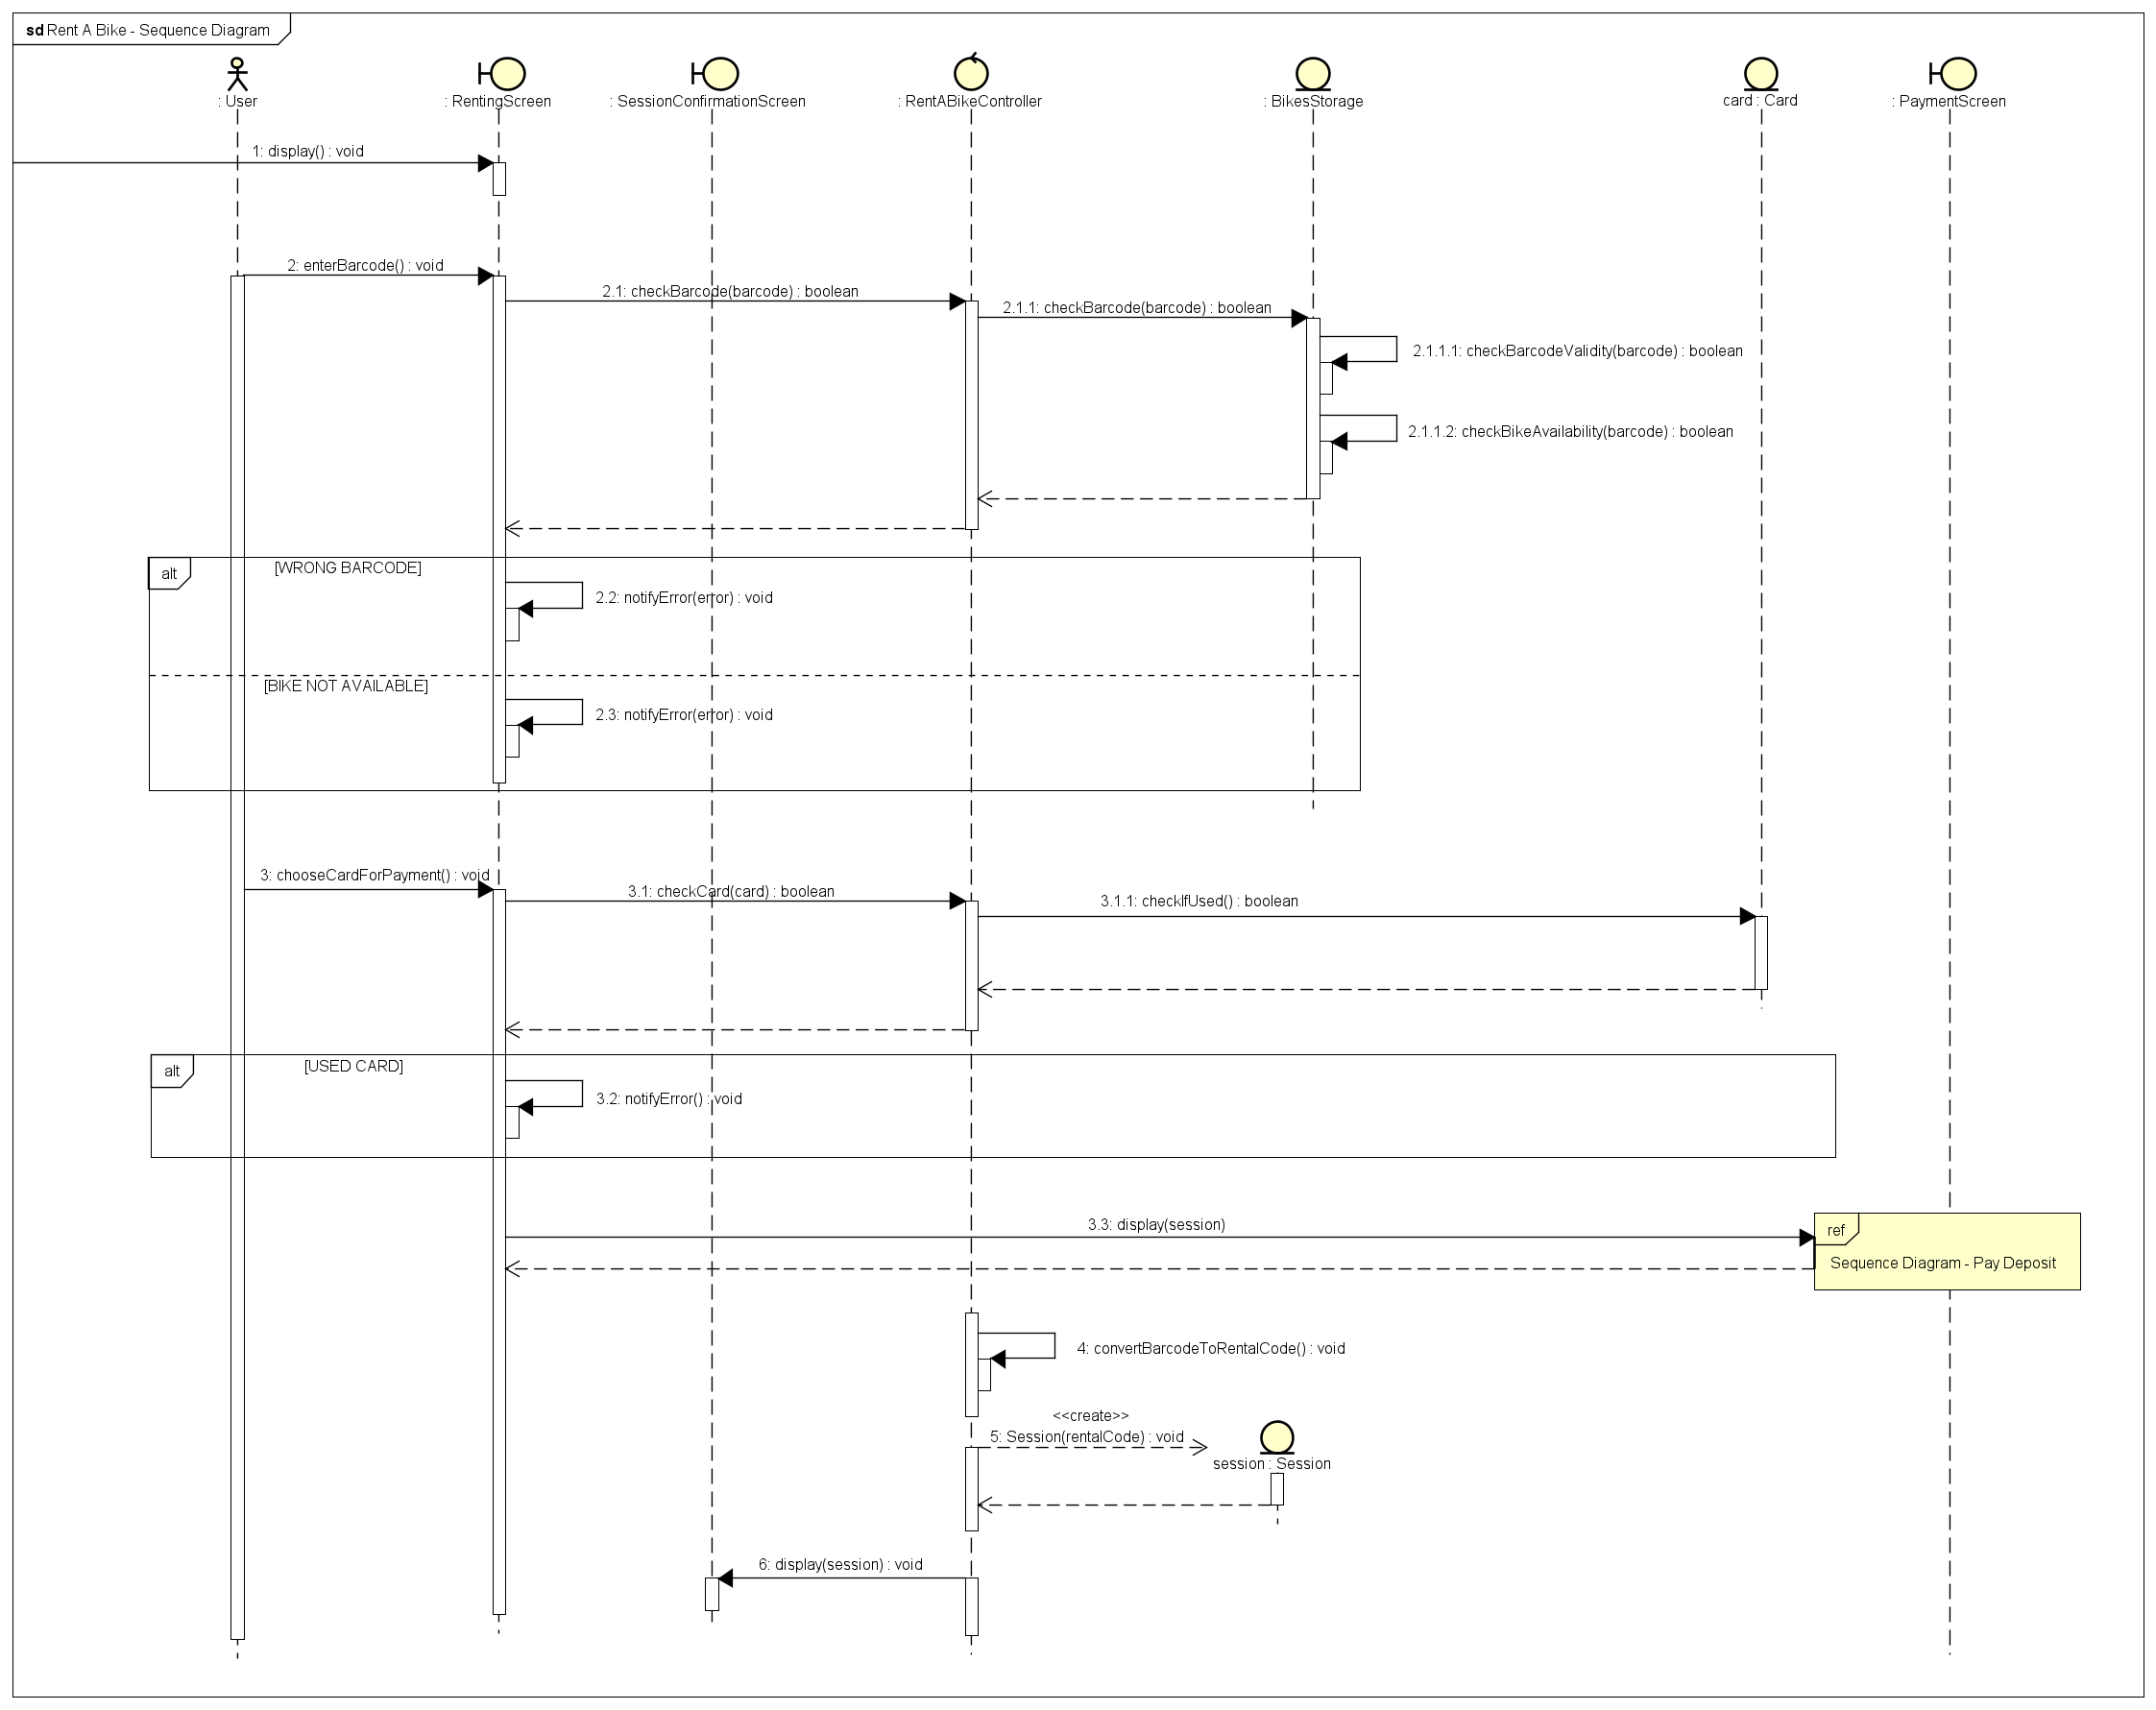 sd Rent A Bike - Sequence Diagram
: User
: RentingScreen
: SessionConfirmationScreen
: RentABikeController
: BikesStorage
card : Card
: PaymentScreen
1: display() : void
2: enterBarcode() : void
2.1: checkBarcode(barcode) : boolean
2.1.1: checkBarcode(barcode) : boolean
2.1.1.1: checkBarcodeValidity(barcode) : boolean
2.1.1.2: checkBikeAvailability(barcode) : boolean
alt
[WRONG BARCODE]
2.2: notifyError(error) : void
[BIKE NOT AVAILABLE]
2.3: notifyError(error) : void
3: chooseCardForPayment() : void
3.1: checkCard(card) : boolean
3.1.1: checkIfUsed() : boolean
alt
[USED CARD]
3.2: notifyError() : void
3.3: display(session)
ref
Sequence Diagram - Pay Deposit
4: convertBarcodeToRentalCode() : void
<<create>>
5: Session(rentalCode) : void
session : Session
6: display(session) : void